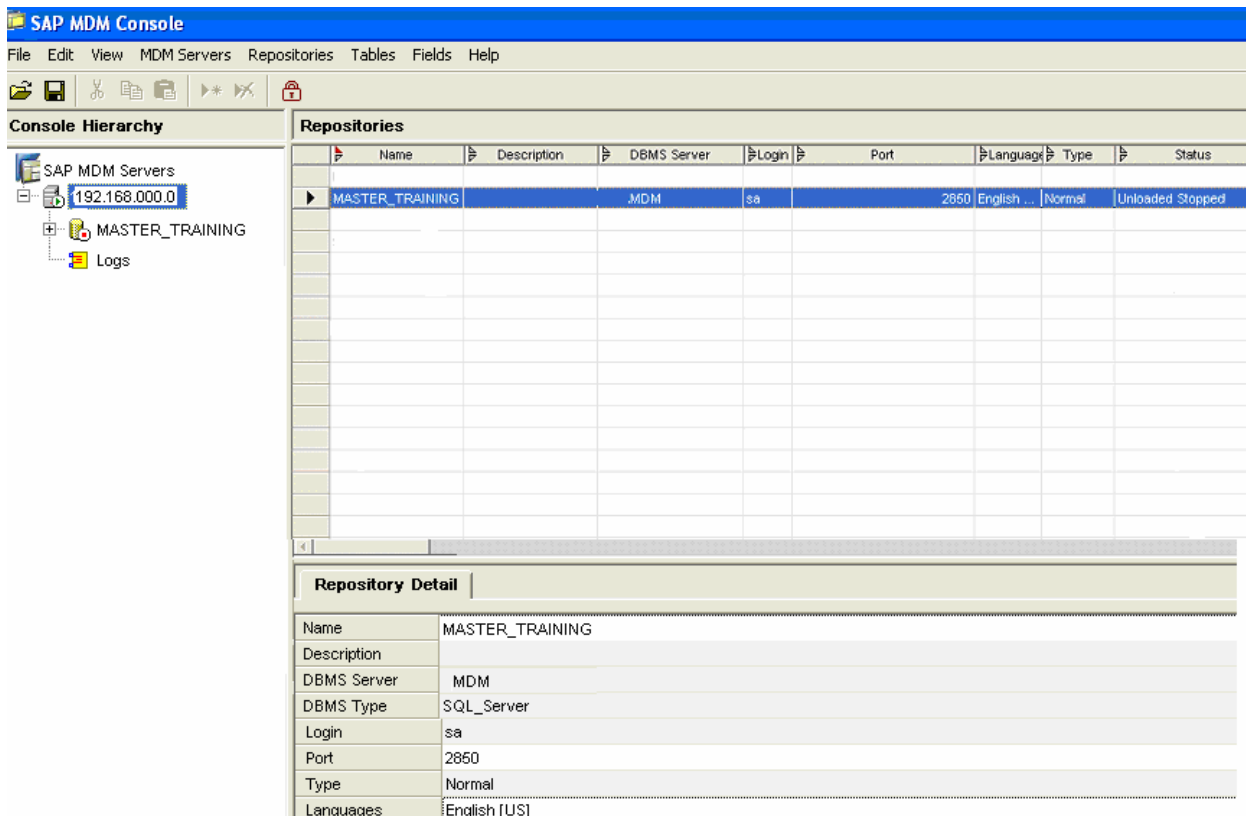 SAP MDM Console
File Edit View MDM Servers Repositories Tables Fields Help
Console Hierarchy
SAP MDM Servers
192.168.000.0
MASTER_TRAINING
Logs
Repositories
Name Description DBMS Server Login Port Language Type Status
MASTER_TRAINING MDM sa 2850 English ... Normal Unloaded Stopped
Repository Detail
Name MASTER_TRAINING
Description
DBMS Server MDM
DBMS Type SQL_Server
Login sa
Port 2850
Type Normal
Languages English [US]